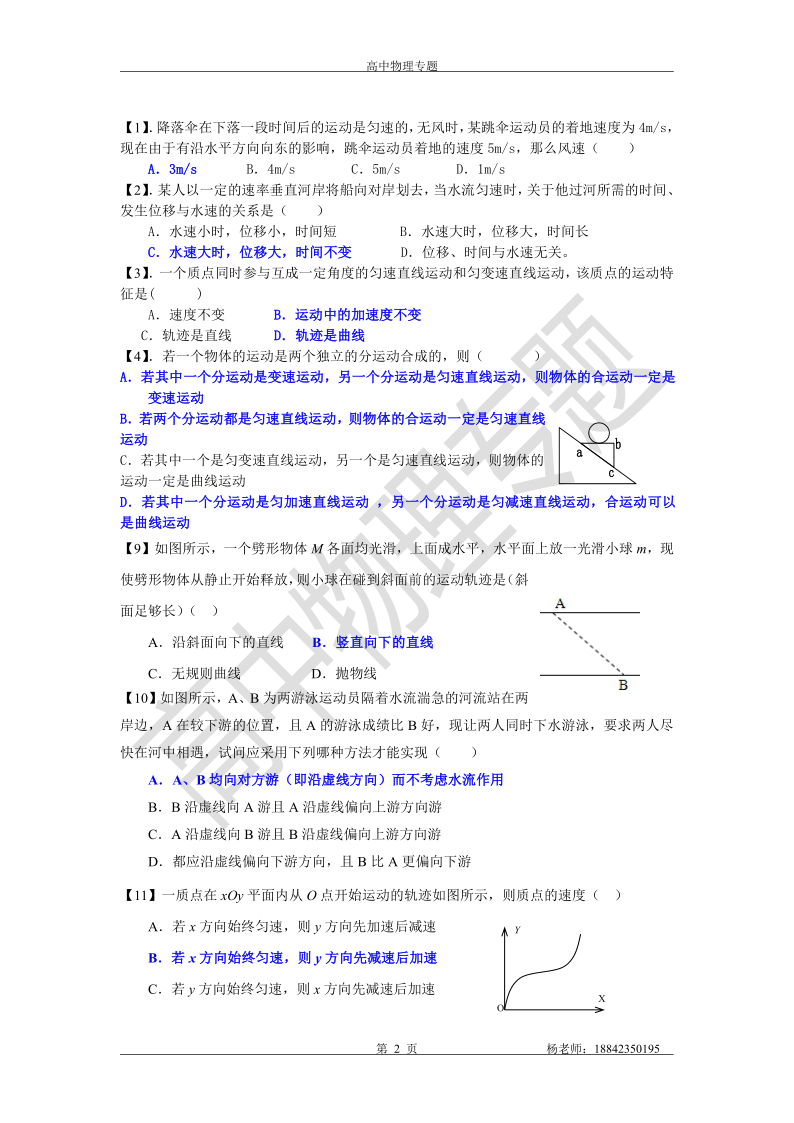 高中物理专题
【1】. 降落伞在下落一段时间后的运动是匀速的，无风时，某跳伞运动员的着地速度为 4m/s，
现在由于有沿水平方向向东的影响，跳伞运动员着地的速度 5m/s，那么风速（　　）
A．3m/s　　B．4m/s　　C．5m/s　　D．1m/s
【2】. 某人以一定的速率垂直河岸将船向对岸划去，当水流匀速时，关于他过河所需的时间、
发生位移与水速的关系是（　　）
A．水速小时，位移小，时间短　　B．水速大时，位移大，时间长
C．水速大时，位移大，时间不变　　D．位移、时间与水速无关。
【3】. 一个质点同时参与互成一定角度的匀速直线运动和匀变速直线运动，该质点的运动特
征是(　　)
A．速度不变　　B．运动中的加速度不变
C．轨迹是直线　　D．轨迹是曲线
【4】. 若一个物体的运动是两个独立的分运动合成的，则（　　）
A．若其中一个分运动是变速运动，另一个分运动是匀速直线运动，则物体的合运动一定是
变速运动
B．若两个分运动都是匀速直线运动，则物体的合运动一定是匀速直线
运动
C．若其中一个是匀变速直线运动，另一个是匀速直线运动，则物体的
运动一定是曲线运动
a
b
c
D．若其中一个分运动是匀加速直线运动 ，另一个分运动是匀减速直线运动，合运动可以
是曲线运动
【9】如图所示，一个劈形物体 M 各面均光滑，上面成水平，水平面上放一光滑小球 m，现
使劈形物体从静止开始释放，则小球在碰到斜面前的运动轨迹是（斜
面足够长）（　）
A．沿斜面向下的直线　　B．竖直向下的直线
C．无规则曲线　　D．抛物线
A
B
【10】如图所示，A、B 为两游泳运动员隔着水流湍急的河流站在两
岸边，A 在较下游的位置，且 A 的游泳成绩比 B 好，现让两人同时下水游泳，要求两人尽
快在河中相遇，试问应采用下列哪种方法才能实现（　　）
A．A、B 均向对方游（即沿虚线方向）而不考虑水流作用
B．B 沿虚线向 A 游且 A 沿虚线偏向上游方向游
C．A 沿虚线向 B 游且 B 沿虚线偏向上游方向游
D．都应沿虚线偏向下游方向，且 B 比 A 更偏向下游
【11】一质点在 xOy 平面内从 O 点开始运动的轨迹如图所示，则质点的速度（　）
A．若 x 方向始终匀速，则 y 方向先加速后减速
B．若 x 方向始终匀速，则 y 方向先减速后加速
C．若 y 方向始终匀速，则 x 方向先减速后加速
Y
O
X
第 2 页　　杨老师：18842350195
高中物理专题